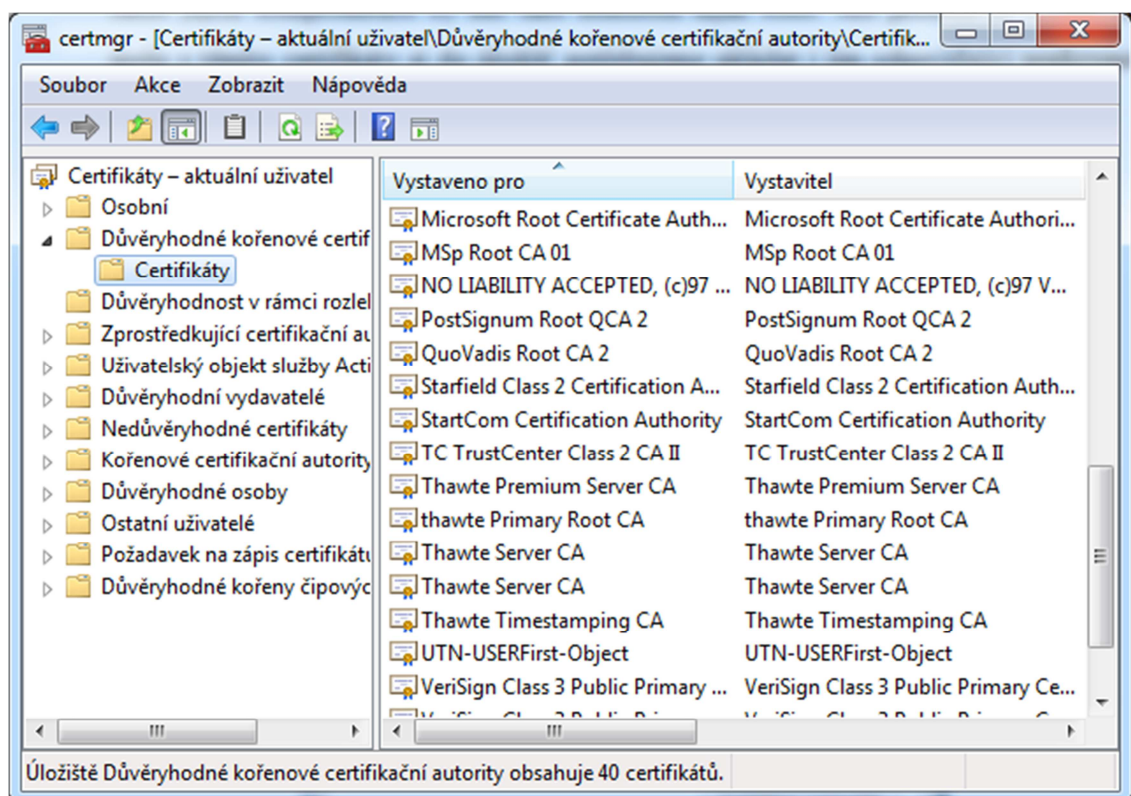 certmgr - [Certifikáty – aktuální uživatel\Důvěryhodné kořenové certifikační autority\Certifik...
Soubor Akce Zobrazit Nápověda
Certifikáty – aktuální uživatel
Osobní
Důvěryhodné kořenové certif
Certifikáty
Důvěryhodnost v rámci rozlel
Zprostředkující certifikační au
Uživatelský objekt služby Acti
Důvěryhodní vydavatelé
Nedůvěryhodné certifikáty
Kořenové certifikační autority
Důvěryhodné osoby
Ostatní uživatelé
Požadavek na zápis certifikátu
Důvěryhodné kořeny čipovýc
Vystaveno pro Vystavitel
Microsoft Root Certificate Auth... Microsoft Root Certificate Authori...
MSp Root CA 01 MSp Root CA 01
NO LIABILITY ACCEPTED, (c)97 ... NO LIABILITY ACCEPTED, (c)97 V...
PostSignum Root QCA 2 PostSignum Root QCA 2
QuoVadis Root CA 2 QuoVadis Root CA 2
Starfield Class 2 Certification A... Starfield Class 2 Certification Auth...
StartCom Certification Authority StartCom Certification Authority
TC TrustCenter Class 2 CA II TC TrustCenter Class 2 CA II
Thawte Premium Server CA Thawte Premium Server CA
thawte Primary Root CA thawte Primary Root CA
Thawte Server CA Thawte Server CA
Thawte Server CA Thawte Server CA
Thawte Timestamping CA Thawte Timestamping CA
UTN-USERFirst-Object UTN-USERFirst-Object
VeriSign Class 3 Public Primary ... VeriSign Class 3 Public Primary Ce...
Úložiště Důvěryhodné kořenové certifikační autority obsahuje 40 certifikátů.